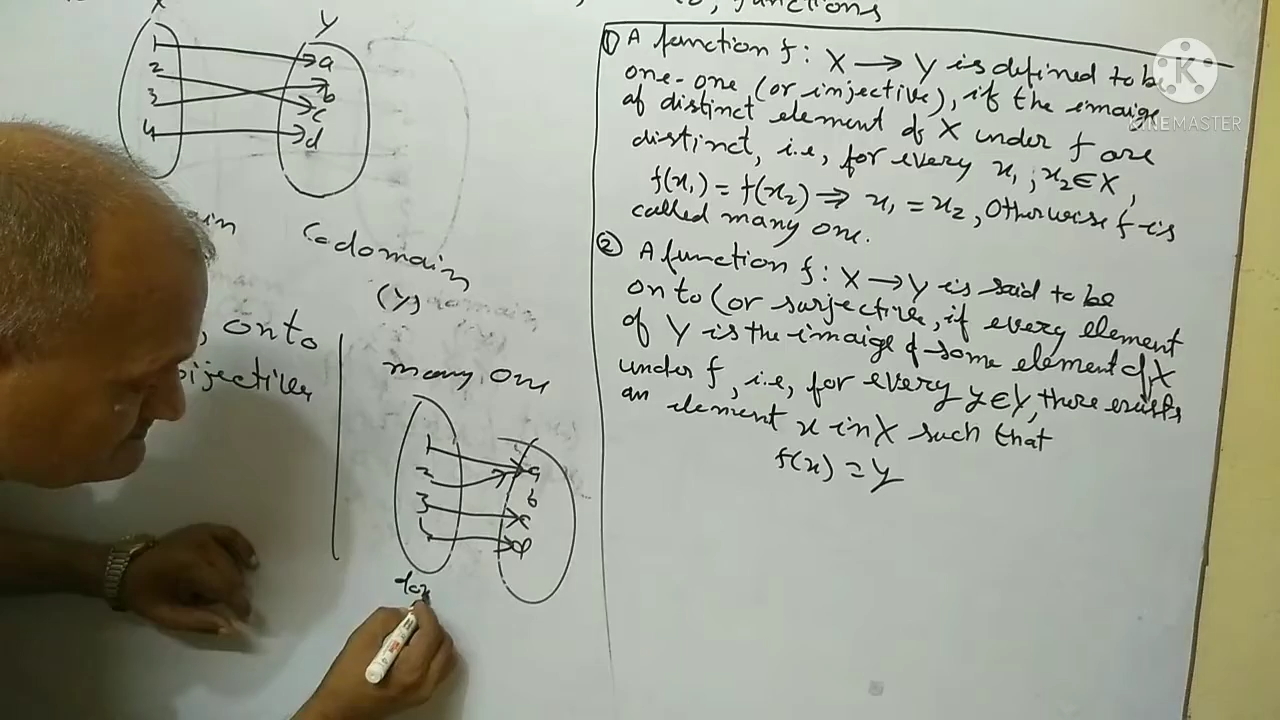 functions
X
Y
1
2
3
4
a
b
c
d
Codomain
(Y)
, onto
bijective
many one
1
2
3
a
b
c
d
① A function f : X → Y is defined to be
one-one (or injective), if the imaige
of distinct element of X under f are
distinct, i.e, for every x₁, x₂ ∈ X,
f(x₁) = f(x₂) ⇒ x₁ = x₂, Otherwise f is
called many one.
② A function f : X → Y is said to be
onto (or surjective, if every element
of Y is the imaige of some element of X
under f, i.e, for every y ∈ Y, there exists
an element x in X such that
f(x) = y
K
KINEMASTER